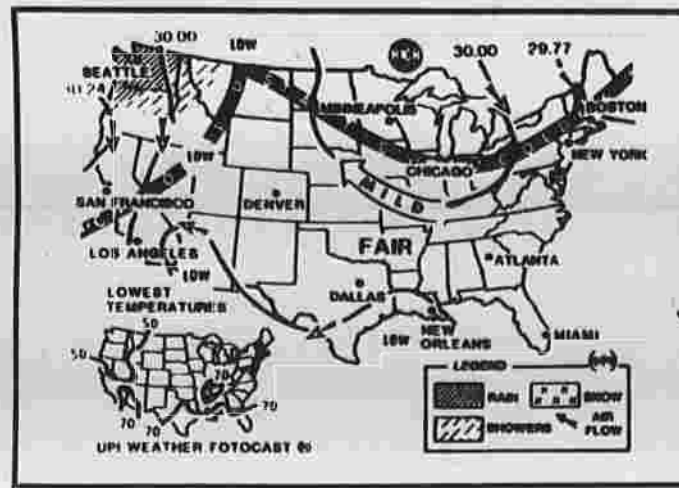 30.00
LOW
30.00
29.77
SEATTLE
MINNEAPOLIS
BOSTON
NEW YORK
CHICAGO
LOW
MILD
SAN FRANCISCO
DENVER
FAIR
LOS ANGELES
ATLANTA
LOW
LOWEST
TEMPERATURES
DALLAS
LOW
NEW
ORLEANS
MIAMI
50
50
70
70
70
70
LEGEND
RAIN
SNOW
SHOWERS
AIR
FLOW
UPI WEATHER FOTOCAST ®